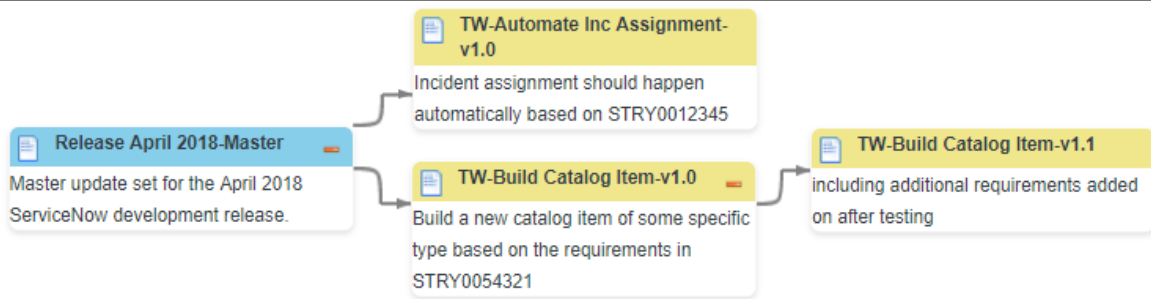 TW-Automate Inc Assignment-
v1.0
Incident assignment should happen
automatically based on STRY0012345
Release April 2018-Master
Master update set for the April 2018
ServiceNow development release.
TW-Build Catalog Item-v1.0
Build a new catalog item of some specific
type based on the requirements in
STRY0054321
TW-Build Catalog Item-v1.1
including additional requirements added
on after testing